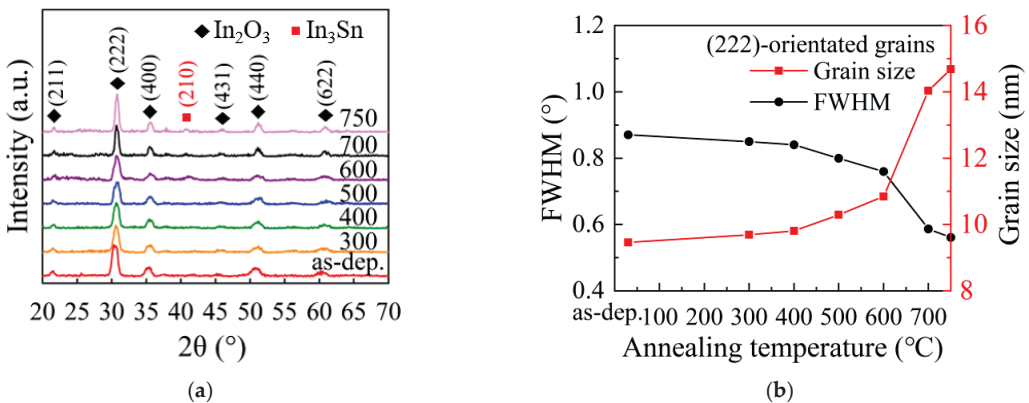 In2O3 In3Sn
(211)
(222)
(400)
(210)
(431)
(440)
(622)
750
700
600
500
400
300
as-dep.
Intensity (a.u.)
20 25 30 35 40 45 50 55 60 65 70
2θ (°)
(a)
(222)-orientated grains
Grain size
FWHM
1.2
1.0
0.8
0.6
0.4
FWHM (°)
16
14
12
10
8
Grain size (nm)
as-dep. 100 200 300 400 500 600 700
Annealing temperature (℃)
(b)